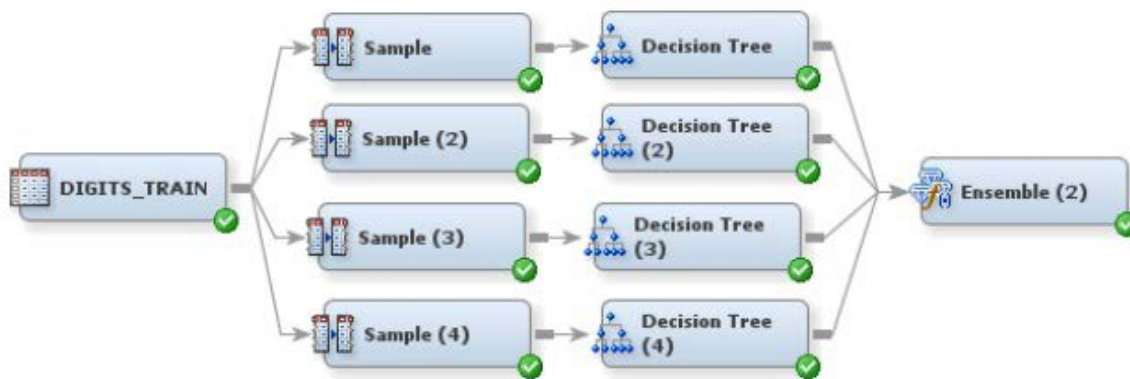 Sample
Decision Tree
Sample (2)
Decision Tree
(2)
DIGITS_TRAIN
Ensemble (2)
Sample (3)
Decision Tree
(3)
Sample (4)
Decision Tree
(4)